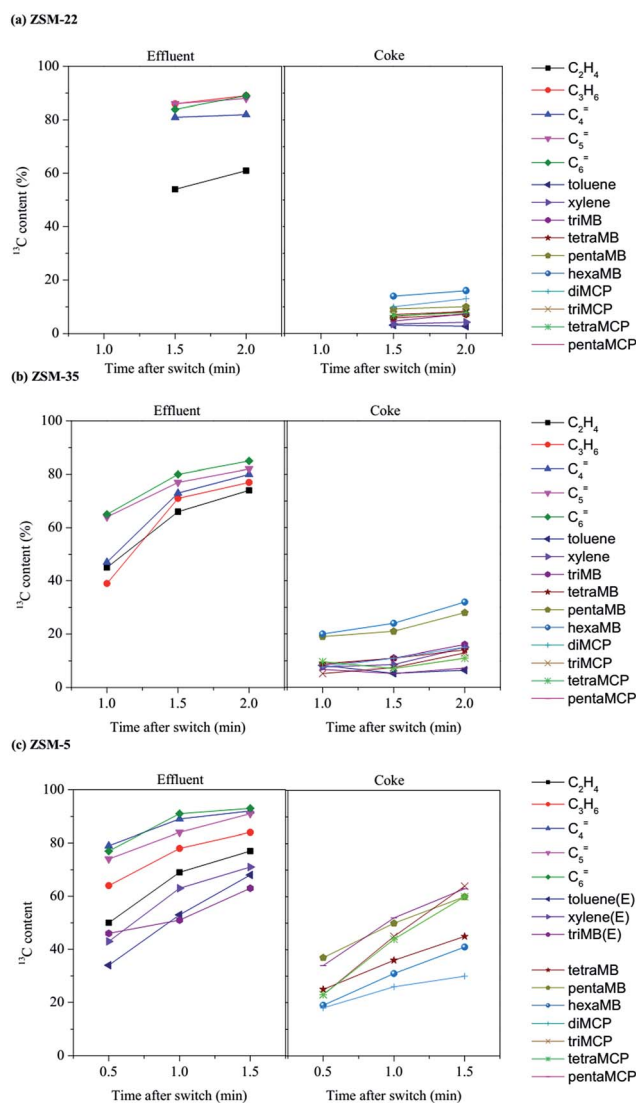 (a) ZSM-22
Effluent Coke
100
80
60
40
20
0
¹³C content (%)
1.0 1.5 2.0 1.0 1.5 2.0
Time after switch (min) Time after switch (min)
C₂H₄
C₃H₆
C₄⁼
C₅⁼
C₆⁼
toluene
xylene
triMB
tetraMB
pentaMB
hexaMB
diMCP
triMCP
tetraMCP
pentaMCP
(b) ZSM-35
Effluent Coke
100
80
60
40
20
0
¹³C content (%)
1.0 1.5 2.0 1.0 1.5 2.0
Time after switch (min) Time after switch (min)
C₂H₄
C₃H₆
C₄⁼
C₅⁼
C₆⁼
toluene
xylene
triMB
tetraMB
pentaMB
hexaMB
diMCP
triMCP
tetraMCP
pentaMCP
(c) ZSM-5
Effluent Coke
100
80
60
40
20
0
¹³C content
0.5 1.0 1.5 0.5 1.0 1.5
Time after switch (min) Time after switch (min)
C₂H₄
C₃H₆
C₄⁼
C₅⁼
C₆⁼
toluene(E)
xylene(E)
triMB(E)
tetraMB
pentaMB
hexaMB
diMCP
triMCP
tetraMCP
pentaMCP